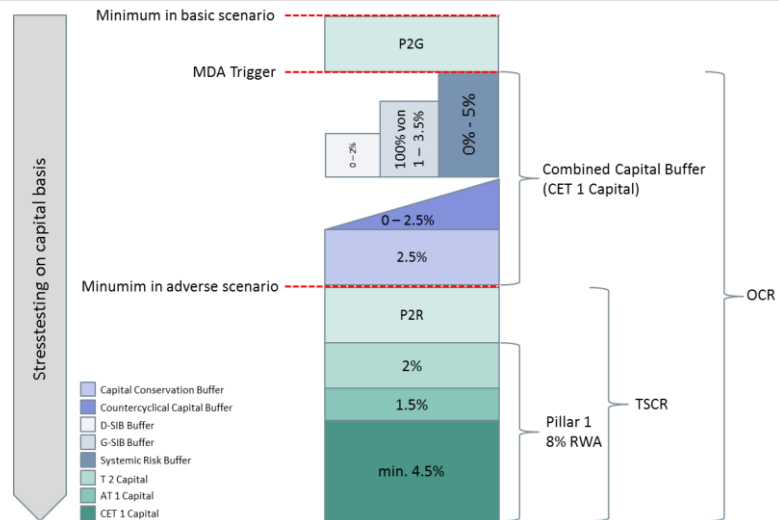 Minimum in basic scenario
P2G
MDA Trigger
0 – 2%
100% von
1 – 3.5%
0% - 5%
Combined Capital Buffer
(CET 1 Capital)
0 – 2.5%
2.5%
Minumim in adverse scenario
P2R
OCR
2%
1.5%
TSCR
Pillar 1
8% RWA
min. 4.5%
Stresstesting on capital basis
Capital Conservation Buffer
Countercyclical Capital Buffer
D-SIB Buffer
G-SIB Buffer
Systemic Risk Buffer
T 2 Capital
AT 1 Capital
CET 1 Capital